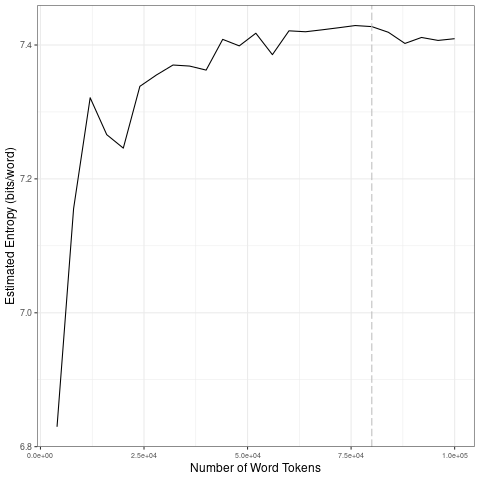 Estimated Entropy (bits/word)
7.4
7.2
7.0
6.8
0.0e+00 2.5e+04 5.0e+04 7.5e+04 1.0e+05
Number of Word Tokens